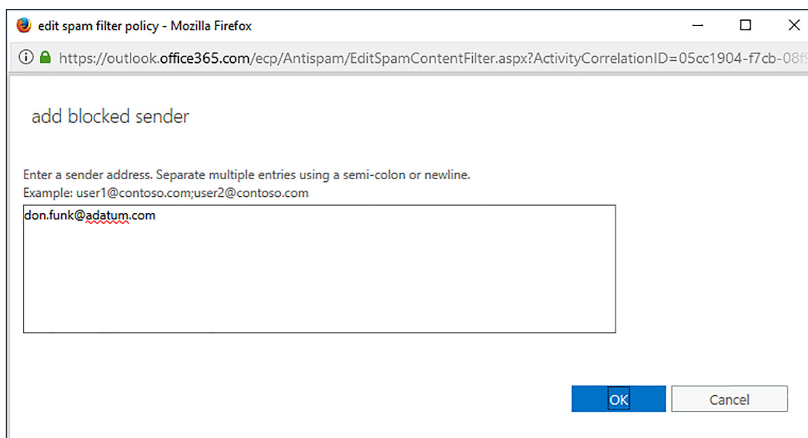 edit spam filter policy - Mozilla Firefox
https://outlook.office365.com/ecp/Antispam/EditSpamContentFilter.aspx?ActivityCorrelationID=05cc1904-f7cb-08f9
add blocked sender
Enter a sender address. Separate multiple entries using a semi-colon or newline.
Example: user1@contoso.com;user2@contoso.com
don.funk@adatum.com
OK Cancel